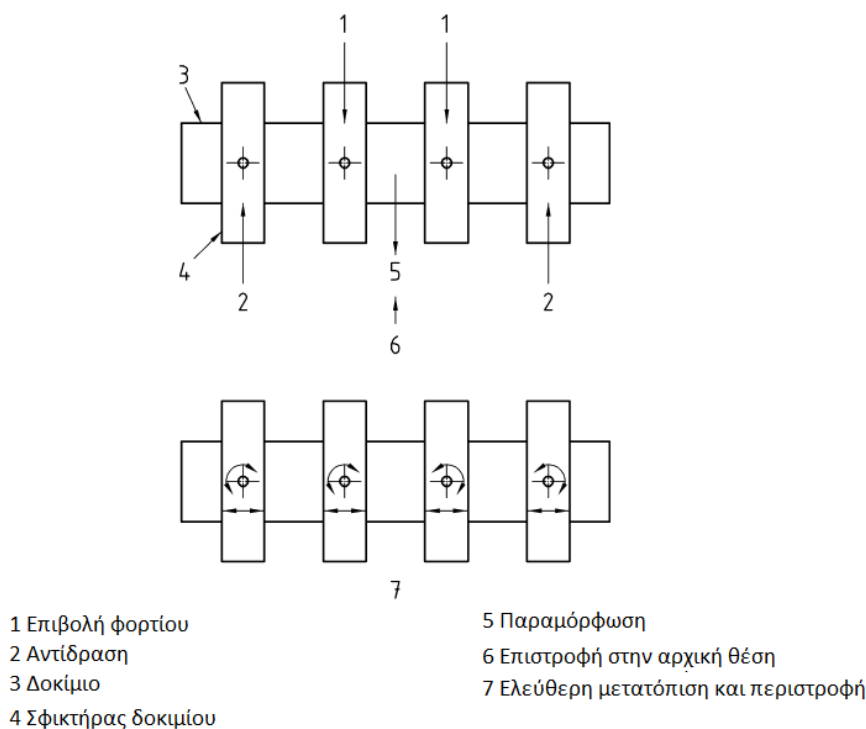 1 1
3
4
2 5 2
6
7
1 Επιβολή φορτίου
2 Αντίδραση
3 Δοκίμιο
4 Σφικτήρας δοκιμίου
5 Παραμόρφωση
6 Επιστροφή στην αρχική θέση
7 Ελεύθερη μετατόπιση και περιστροφή